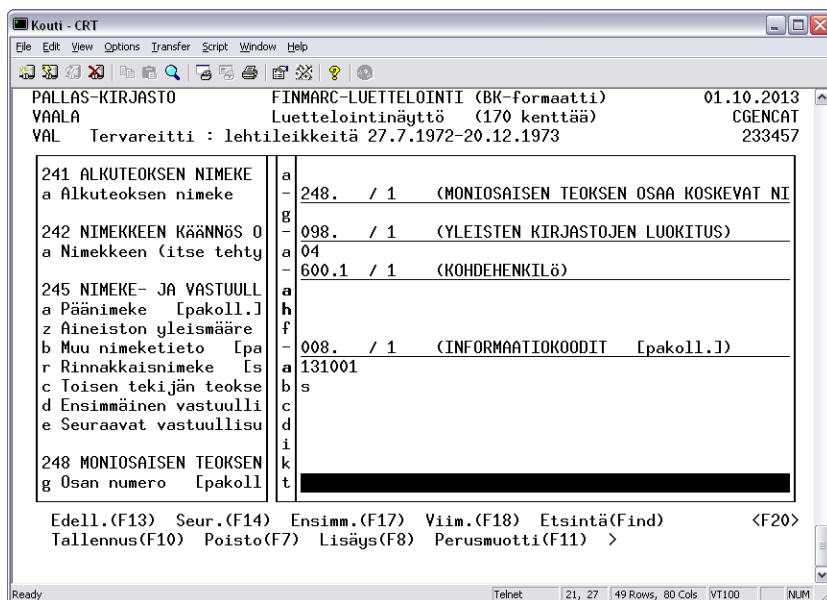 Kouti - CRT
File Edit View Options Transfer Script Window Help
PALLAS-KIRJASTO FINMARC-LUETTELOINTI (BK-formaatti) 01.10.2013
VAALA Luettelointinäyttö (170 kenttää) CGENCAT
VAL Tervareitti : lehtileikkeitä 27.7.1972-20.12.1973 233457
241 ALKUTEOKSEN NIMEKE a
a Alkuteoksen nimeke - 248. / 1 (MONIOSAISEN TEOKSEN OSAA KOSKEVAT NI
g
242 NIMEKKEEN KääNNöS O - 098. / 1 (YLEISTEN KIRJASTOJEN LUOKITUS)
a Nimekkeen (itse tehty a 04
- 600.1 / 1 (KOHDEHENKILö)
245 NIMEKE- JA VASTUULL a
a Päänimeke [pakoll.] h
z Aineiston yleismääre f
b Muu nimeketieto [pa - 008. / 1 (INFORMAATIOKOODIT [pakoll.])
r Rinnakkaisnimeke [s a 131001
c Toisen tekijän teokse b s
d Ensimmäinen vastuulli c
e Seuraavat vastuullisu d
i
248 MONIOSAISEN TEOKSEN k
g Osan numero [pakoll t
Edell.(F13) Seur.(F14) Ensimm.(F17) Viim.(F18) Etsintä(Find) <F20>
Tallennus(F10) Poisto(F7) Lisäys(F8) Perusmuotti(F11) >
Ready Telnet 21, 27 49 Rows, 80 Cols VT100 NUM